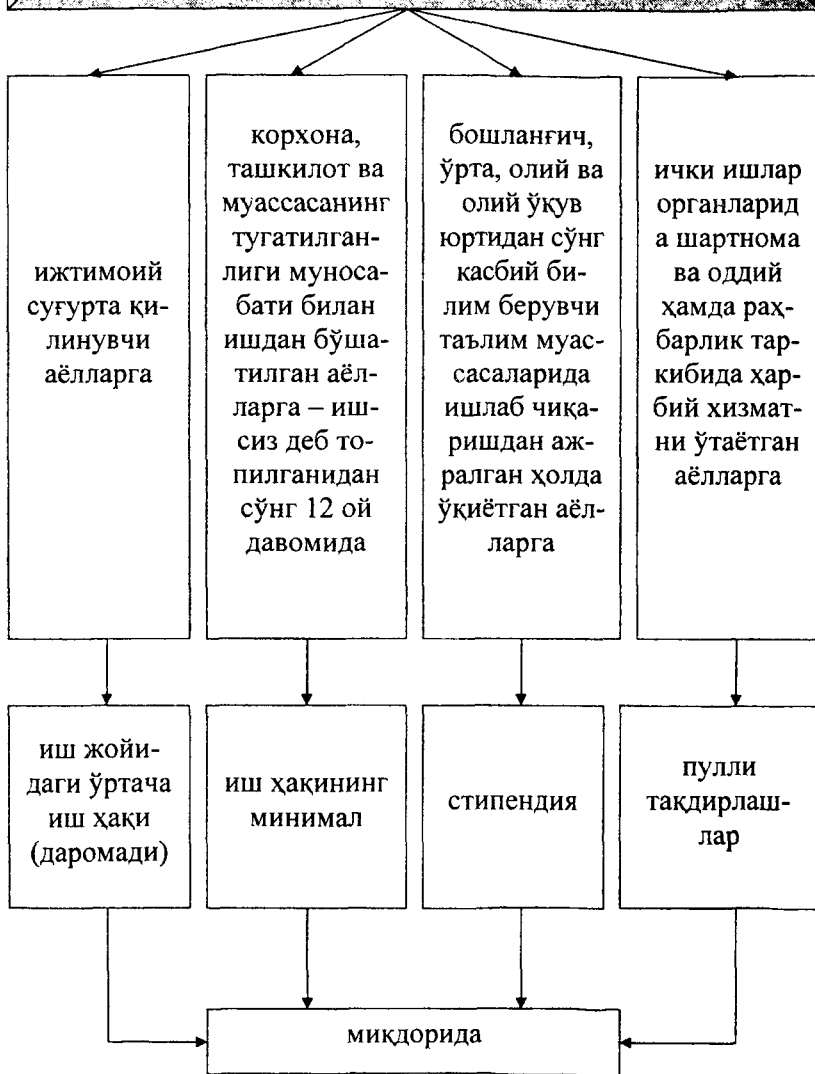 ижтимоий
суғурта қи-
линувчи
аёлларга
корхона,
ташкилот ва
муассасанинг
тугатилган-
лиги муноса-
бати билан
ишдан бўша-
тилган аёл-
ларга – иш-
сиз деб то-
пилганидан
сўнг 12 ой
давомида
бошланғич,
ўрта, олий ва
олий ўқув
юртидан сўнг
касбий би-
лим берувчи
таълим муас-
сасаларида
ишлаб чиқа-
ришдан аж-
ралган ҳолда
ўқиётган аёл-
ларга
ички ишлар
органларид
а шартнома
ва оддий
ҳамда раҳ-
барлик тар-
кибида ҳар-
бий хизмат-
ни ўтаётган
аёлларга
иш жойи-
даги ўртача
иш ҳақи
(даромади)
иш ҳақининг
минимал
стипендия
пулли
тақдирлаш-
лар
миқдорида